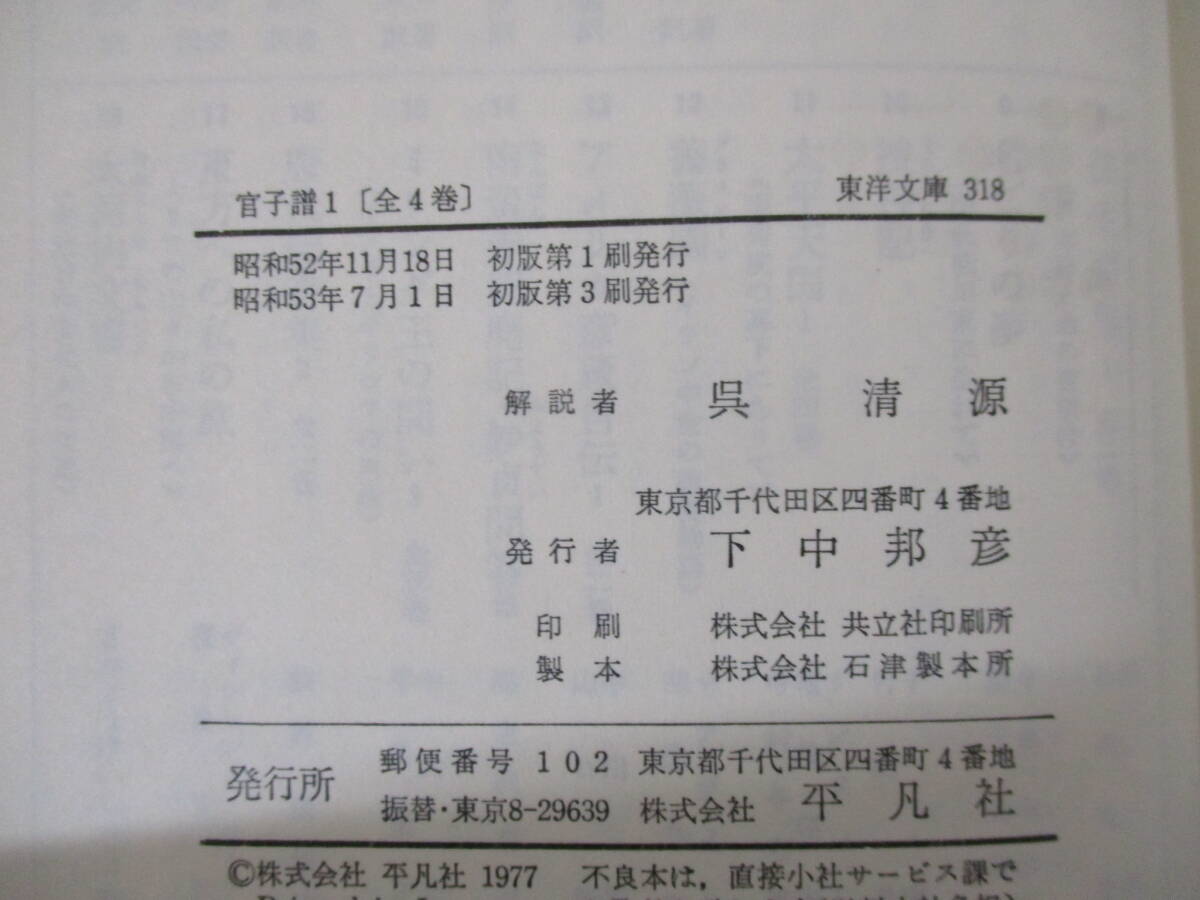 官子譜1〔全4巻〕 東洋文庫 318
昭和52年11月18日 初版第1刷発行
昭和53年7月1日 初版第3刷発行
解説者 呉清源
東京都千代田区四番町4番地
発行者 下中邦彦
印刷 株式会社 共立社印刷所
製本 株式会社 石津製本所
郵便番号 102 東京都千代田区四番町4番地
発行所
振替・東京8-29639 株式会社 平凡社
©株式会社 平凡社 1977 不良本は，直接小社サービス課で